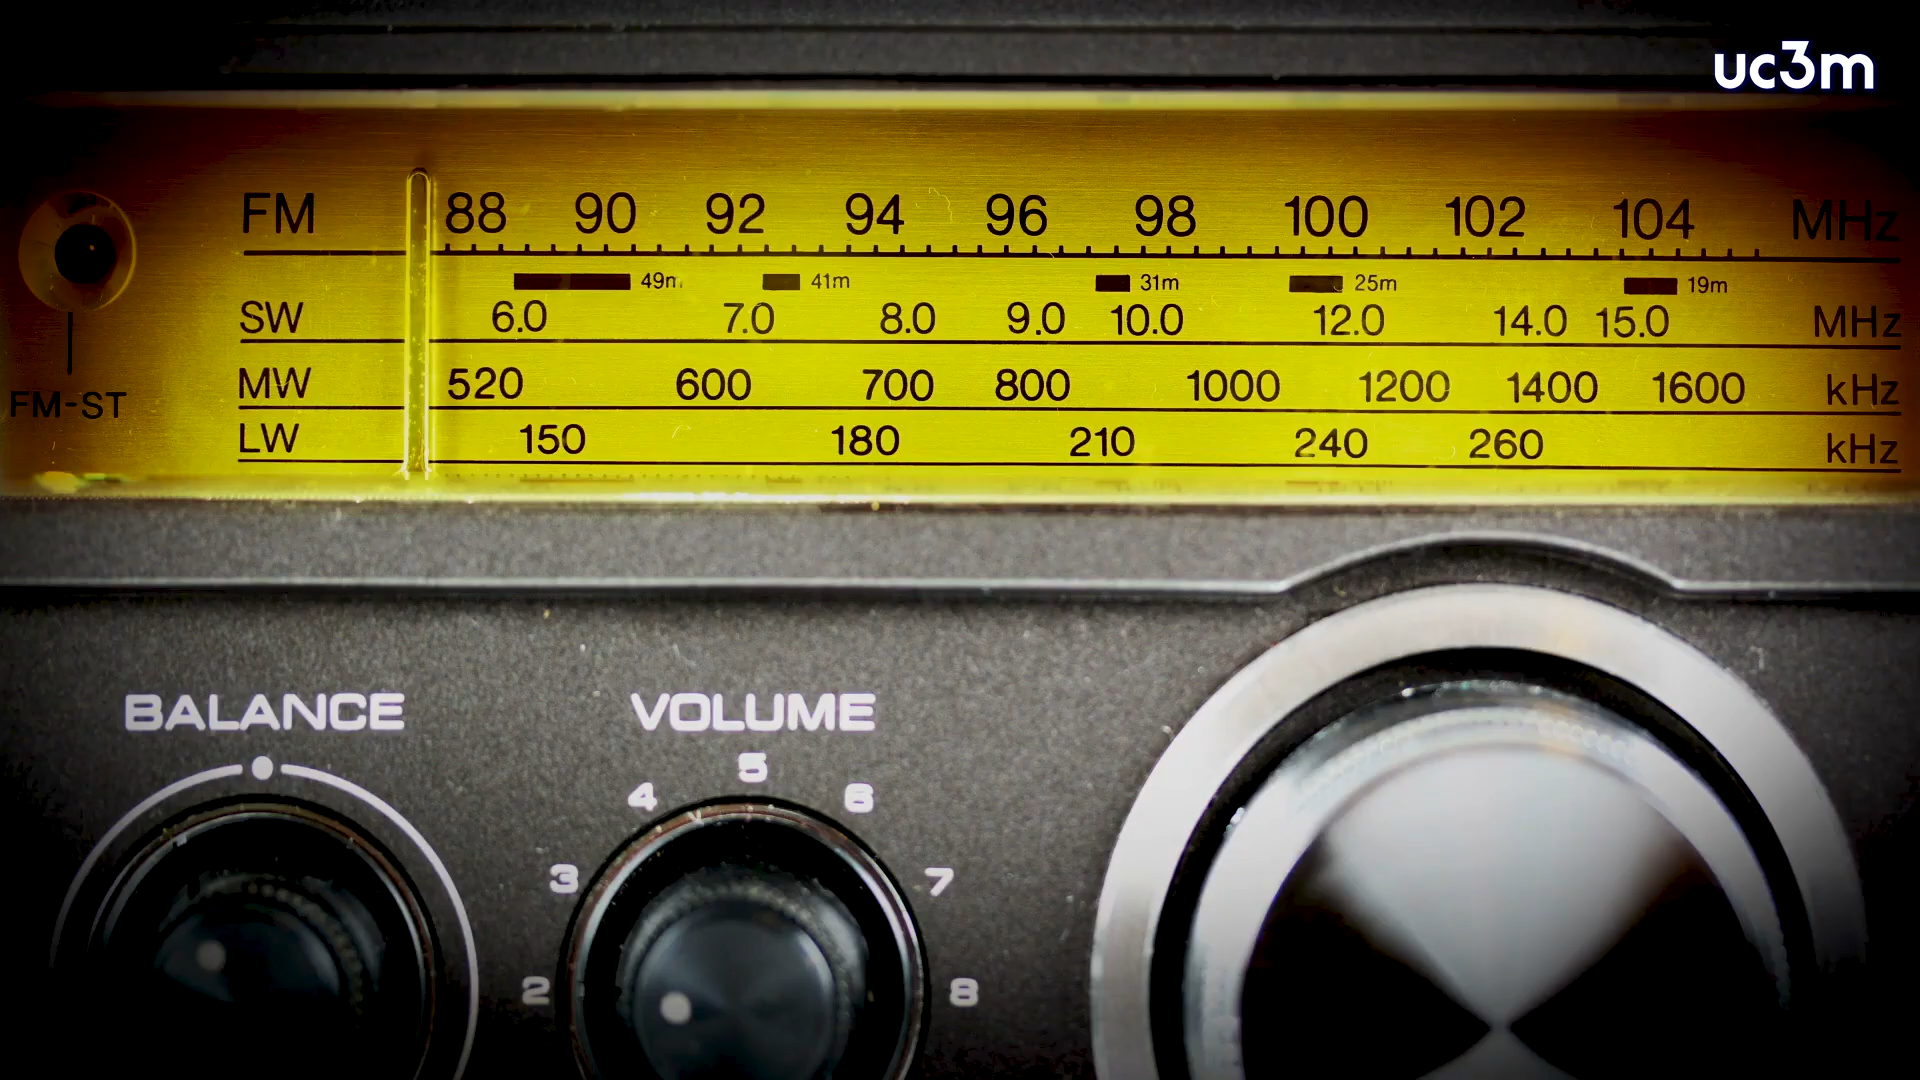 uc3m
FM 88 90 92 94 96 98 100 102 104 MHz
49m 41m 31m 25m 19m
SW 6.0 7.0 8.0 9.0 10.0 12.0 14.0 15.0 MHz
MW 520 600 700 800 1000 1200 1400 1600 kHz
FM-ST
LW 150 180 210 240 260 kHz
BALANCE VOLUME
5
4 6
3 7
2 8